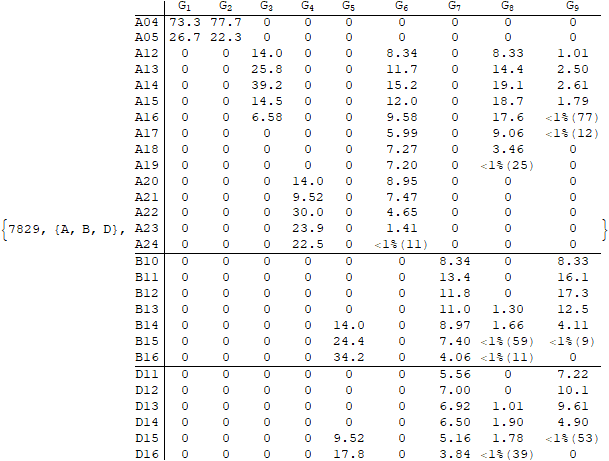 G1 G2 G3 G4 G5 G6 G7 G8 G9
A04 73.3 77.7 0 0 0 0 0 0 0
A05 26.7 22.3 0 0 0 0 0 0 0
A12 0 0 14.0 0 0 8.34 0 8.33 1.01
A13 0 0 25.8 0 0 11.7 0 14.4 2.50
A14 0 0 39.2 0 0 15.2 0 19.1 2.61
A15 0 0 14.5 0 0 12.0 0 18.7 1.79
A16 0 0 6.58 0 0 9.58 0 17.6 <1%(77)
A17 0 0 0 0 0 5.99 0 9.06 <1%(12)
A18 0 0 0 0 0 7.27 0 3.46 0
A19 0 0 0 0 0 7.20 0 <1%(25) 0
A20 0 0 0 14.0 0 8.95 0 0 0
A21 0 0 0 9.52 0 7.47 0 0 0
A22 0 0 0 30.0 0 4.65 0 0 0
{7829, {A, B, D}, A23 0 0 0 23.9 0 1.41 0 0 0 }
A24 0 0 0 22.5 0 <1%(11) 0 0 0
B10 0 0 0 0 0 0 8.34 0 8.33
B11 0 0 0 0 0 0 13.4 0 16.1
B12 0 0 0 0 0 0 11.8 0 17.3
B13 0 0 0 0 0 0 11.0 1.30 12.5
B14 0 0 0 0 14.0 0 8.97 1.66 4.11
B15 0 0 0 0 24.4 0 7.40 <1%(59) <1%(9)
B16 0 0 0 0 34.2 0 4.06 <1%(11) 0
D11 0 0 0 0 0 0 5.56 0 7.22
D12 0 0 0 0 0 0 7.00 0 10.1
D13 0 0 0 0 0 0 6.92 1.01 9.61
D14 0 0 0 0 0 0 6.50 1.90 4.90
D15 0 0 0 0 9.52 0 5.16 1.78 <1%(53)
D16 0 0 0 0 17.8 0 3.84 <1%(39) 0